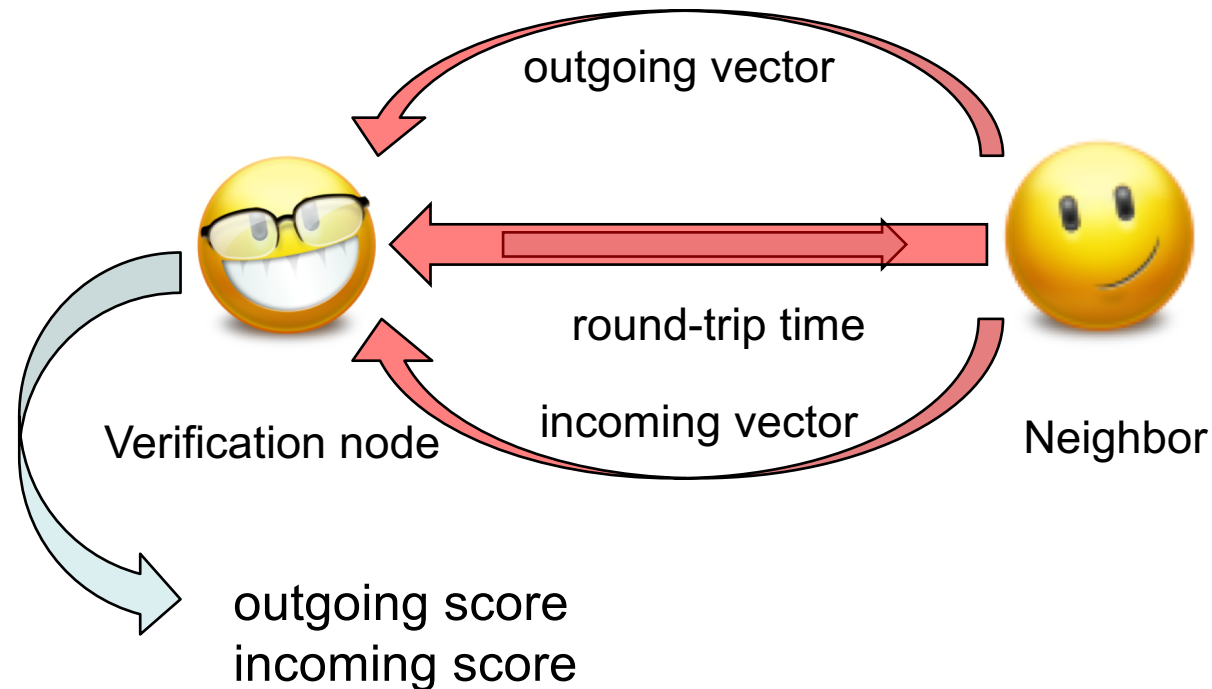 outgoing vector
round-trip time
incoming vector
Verification node
Neighbor
outgoing score
incoming score